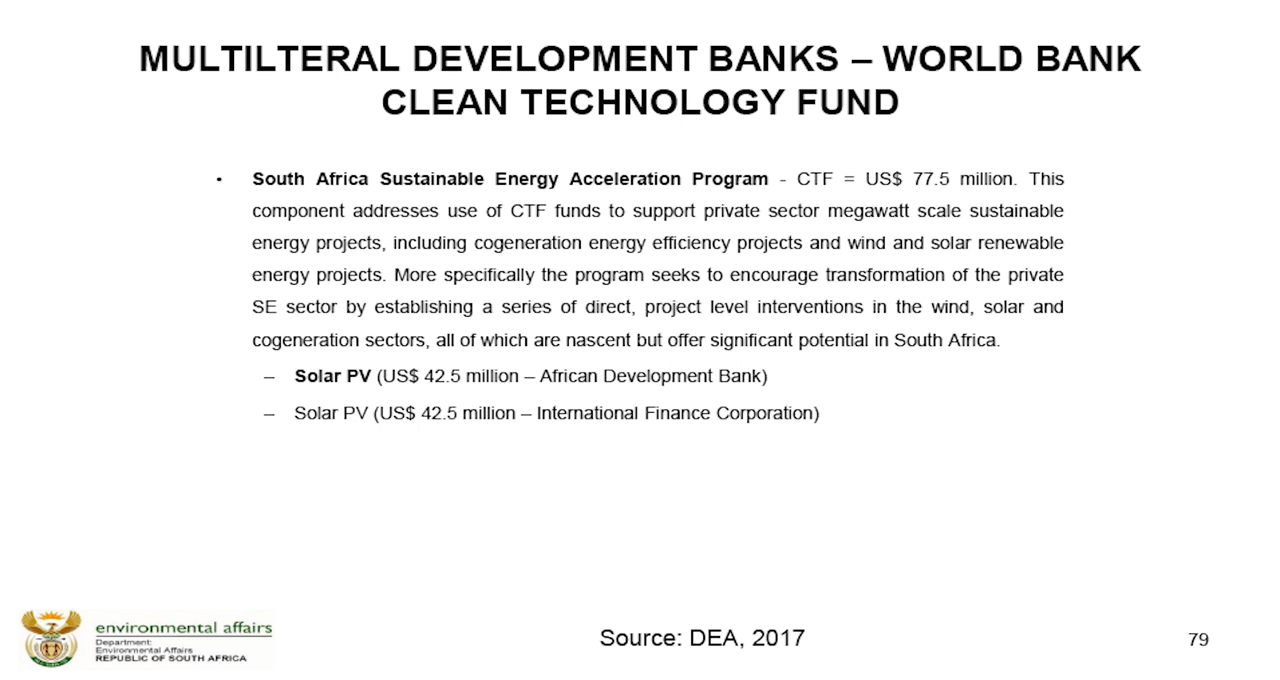 MULTILTERAL DEVELOPMENT BANKS – WORLD BANK
CLEAN TECHNOLOGY FUND
• South Africa Sustainable Energy Acceleration Program - CTF = US$ 77.5 million. This
component addresses use of CTF funds to support private sector megawatt scale sustainable
energy projects, including cogeneration energy efficiency projects and wind and solar renewable
energy projects. More specifically the program seeks to encourage transformation of the private
SE sector by establishing a series of direct, project level interventions in the wind, solar and
cogeneration sectors, all of which are nascent but offer significant potential in South Africa.
– Solar PV (US$ 42.5 million – African Development Bank)
– Solar PV (US$ 42.5 million – International Finance Corporation)
environmental affairs
Department:
Environmental Affairs
REPUBLIC OF SOUTH AFRICA
Source: DEA, 2017
79